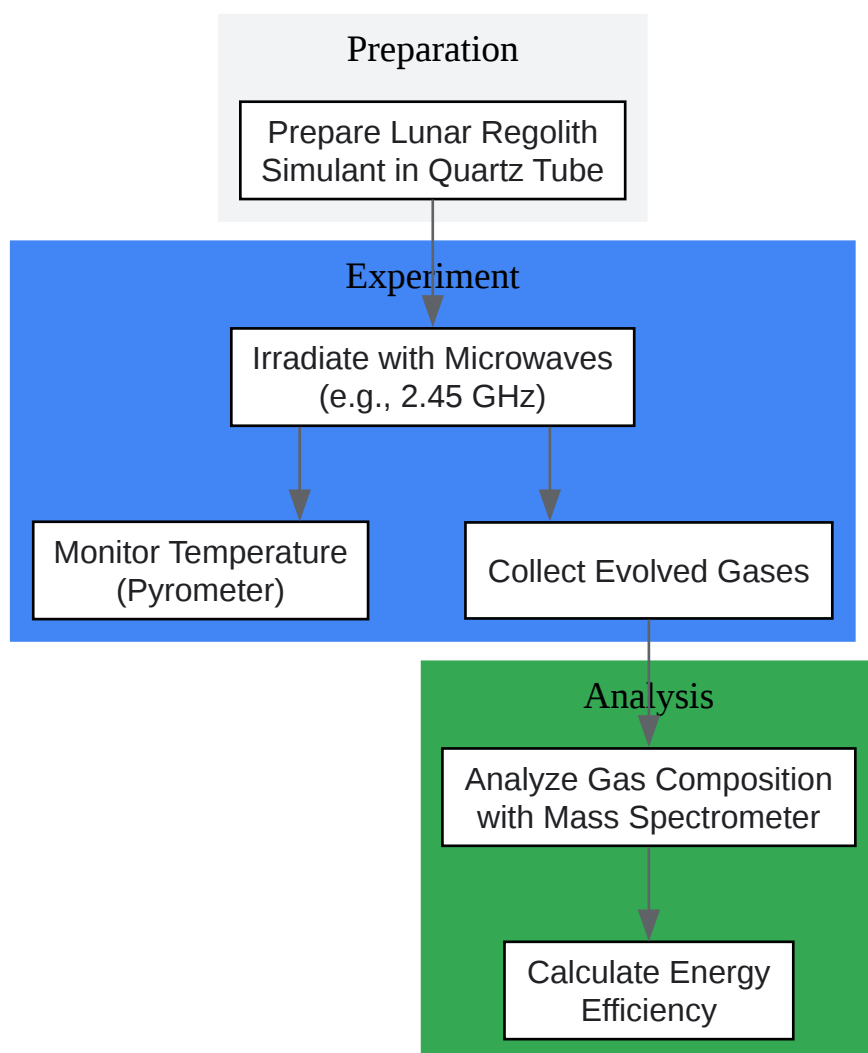 Preparation
Prepare Lunar Regolith
Simulant in Quartz Tube
Experiment
Irradiate with Microwaves
(e.g., 2.45 GHz)
Monitor Temperature
(Pyrometer)
Collect Evolved Gases
Analysis
Analyze Gas Composition
with Mass Spectrometer
Calculate Energy
Efficiency